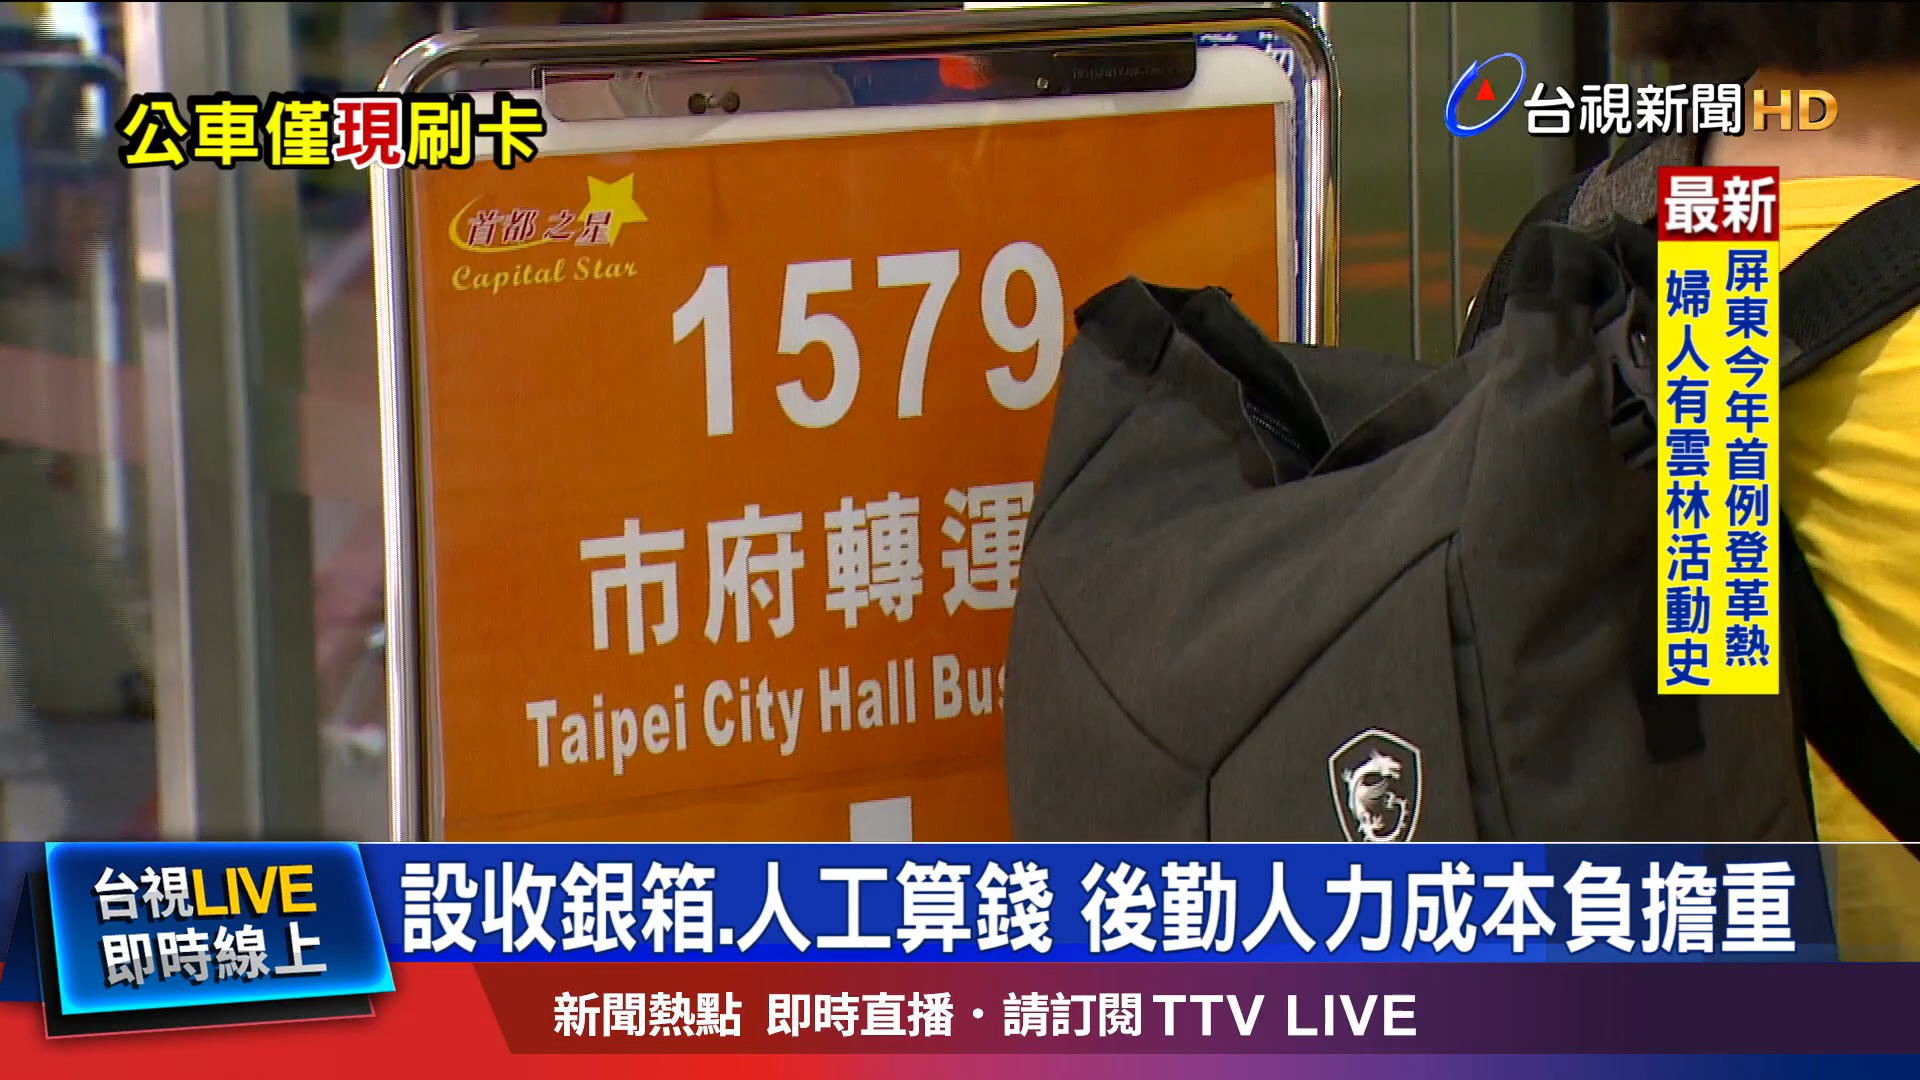 公車僅現刷卡
台視新聞HD
最新
屏東今年首例登革熱
婦人有雲林活動史
首都之星
Capital Star
1579
市府轉運
Taipei City Hall Bus
台視LIVE
即時線上
設收銀箱.人工算錢 後勤人力成本負擔重
新聞熱點 即時直播・請訂閱TTV LIVE